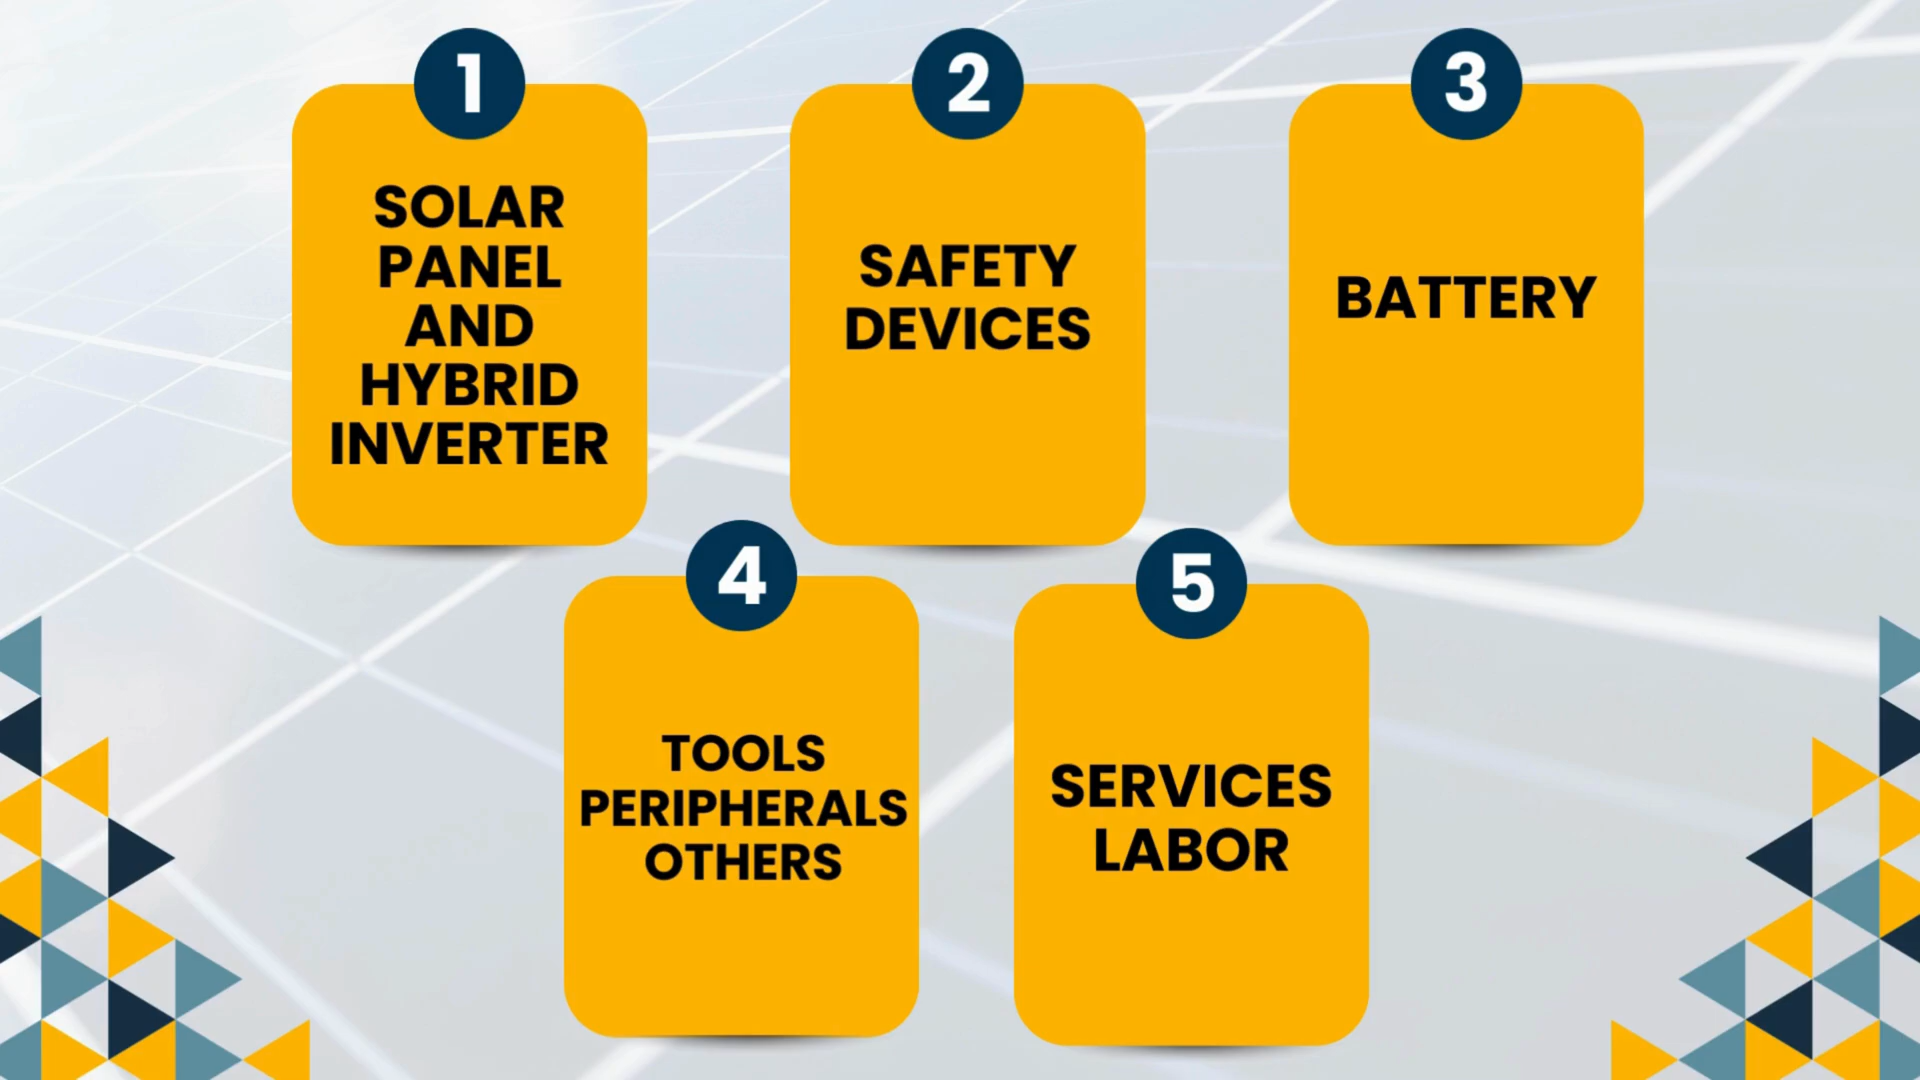 1
SOLAR
PANEL
AND
HYBRID
INVERTER
2
SAFETY
DEVICES
3
BATTERY
4
TOOLS
PERIPHERALS
OTHERS
5
SERVICES
LABOR